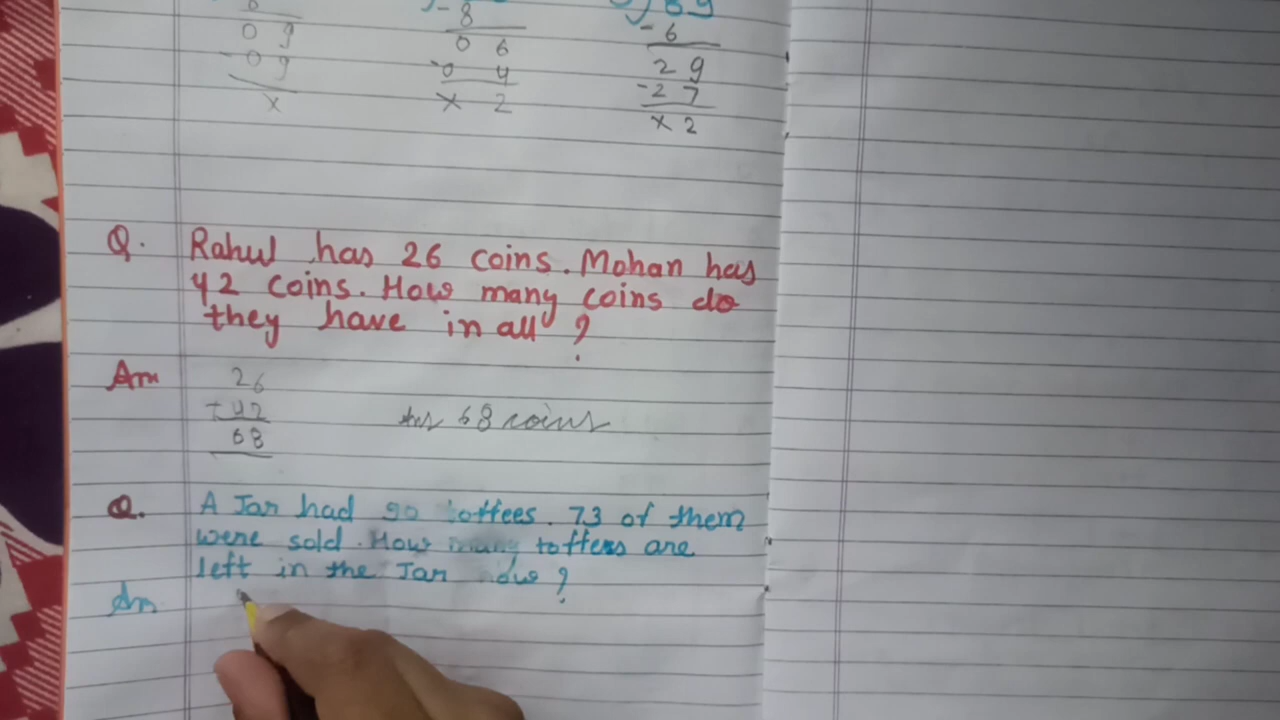 8 -8 ) 89
0 9 0 6 -6
-0 9 -0 4 2 9
x x 2 -2 7
x 2
Q. Rahul has 26 coins. Mohan has
42 coins. How many coins do
they have in all ?
Ans 26
+42 Ans 68 coins
68
Q. A Jar had 90 toffees. 73 of them
were sold. How many toffees are
left in the Jar now ?
Ans